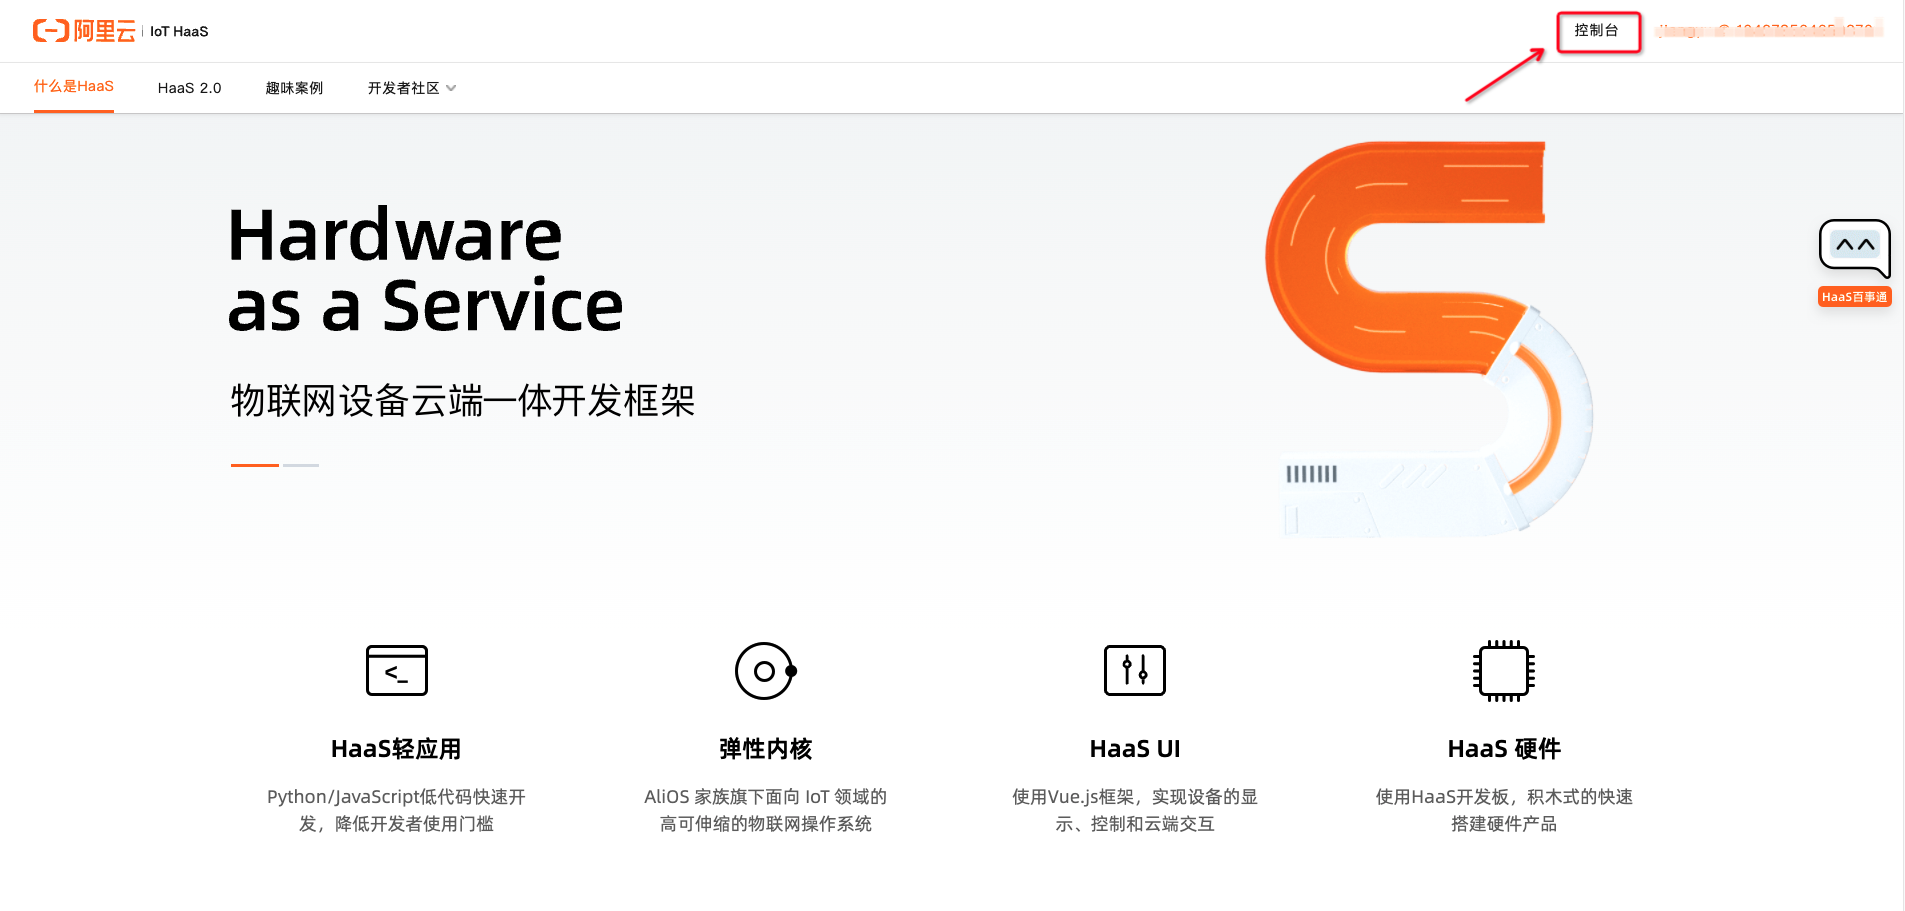 阿里云 IoT HaaS
控制台
什么是HaaS
HaaS 2.0
趣味案例
开发者社区
Hardware
as a Service
物联网设备云端一体开发框架
HaaS百事通
<_
HaaS轻应用
Python/JavaScript低代码快速开
发，降低开发者使用门槛
弹性内核
AliOS 家族旗下面向 IoT 领域的
高可伸缩的物联网操作系统
HaaS UI
使用Vue.js框架，实现设备的显
示、控制和云端交互
HaaS 硬件
使用HaaS开发板，积木式的快速
搭建硬件产品